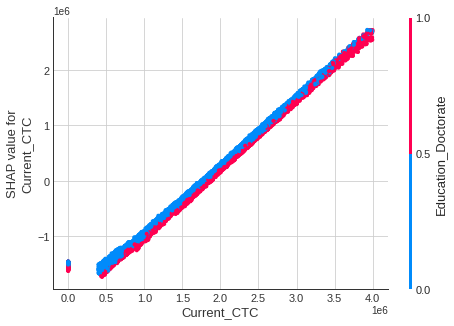 1e6
2
1
0
−1
SHAP value for
Current_CTC
0.0 0.5 1.0 1.5 2.0 2.5 3.0 3.5 4.0
1e6
Current_CTC
1.0
0.5
0.0
Education_Doctorate